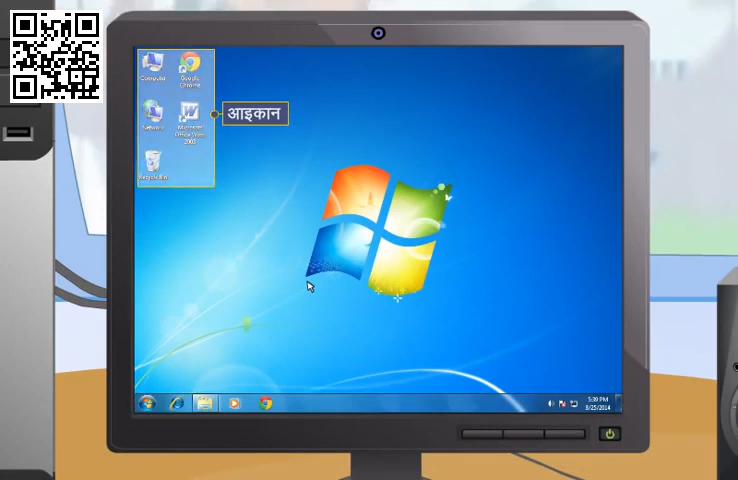 Computer
Google
Chrome
Network
Microsoft
Office Word
2003
Recycle Bin
आइकान
5:39 PM
8/25/2014